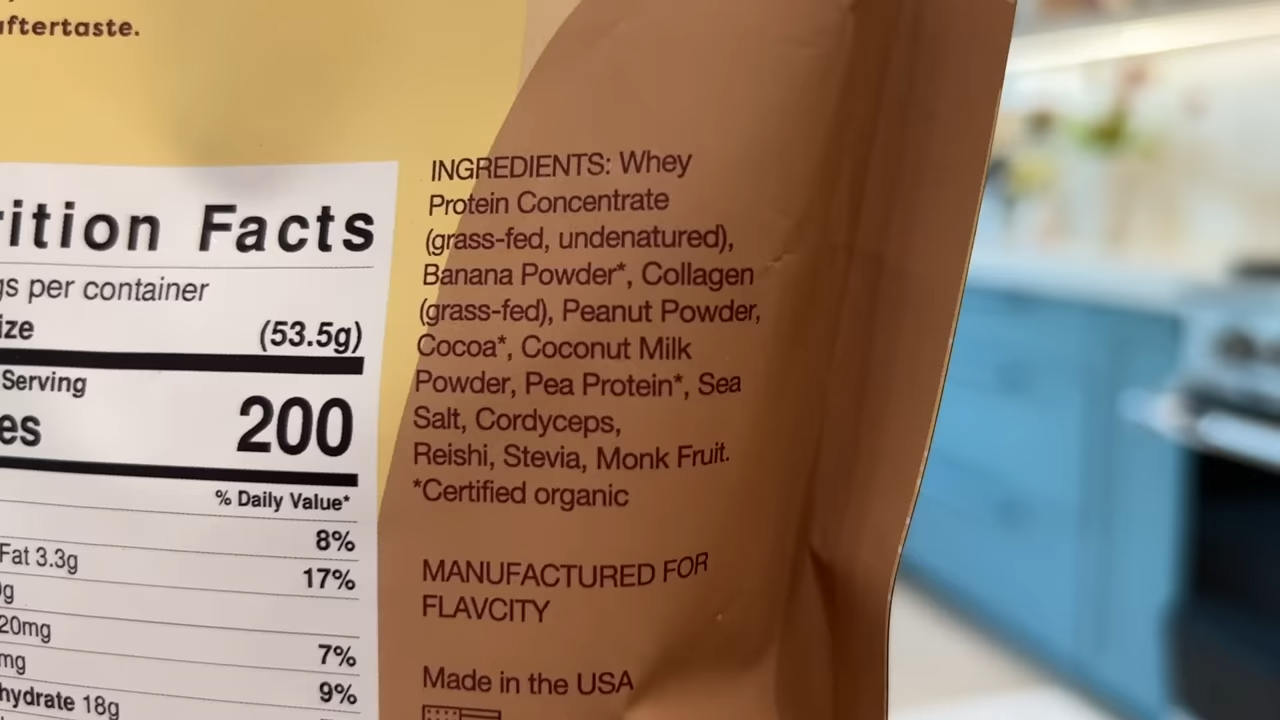 aftertaste.
Nutrition Facts
gs per container
ize (53.5g)
Serving
es 200
% Daily Value*
8%
Fat 3.3g 17%
g
20mg 7%
mg 9%
hydrate 18g
INGREDIENTS: Whey
Protein Concentrate
(grass-fed, undenatured),
Banana Powder*, Collagen
(grass-fed), Peanut Powder,
Cocoa*, Coconut Milk
Powder, Pea Protein*, Sea
Salt, Cordyceps,
Reishi, Stevia, Monk Fruit.
*Certified organic
MANUFACTURED FOR
FLAVCITY
Made in the USA